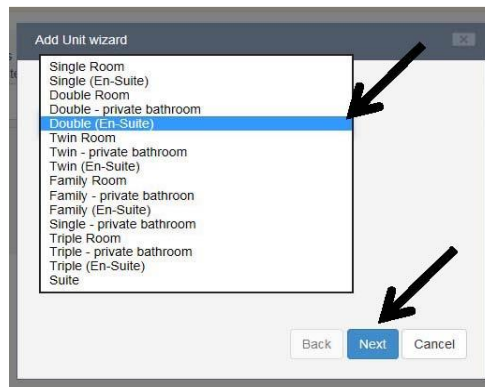 Add Unit wizard
Single Room
Single (En-Suite)
Double Room
Double - private bathroom
Double (En-Suite)
Twin Room
Twin - private bathroom
Twin (En-Suite)
Family Room
Family - private bathroon
Family (En-Suite)
Single - private bathroom
Triple Room
Triple - private bathroom
Triple (En-Suite)
Suite
Back Next Cancel